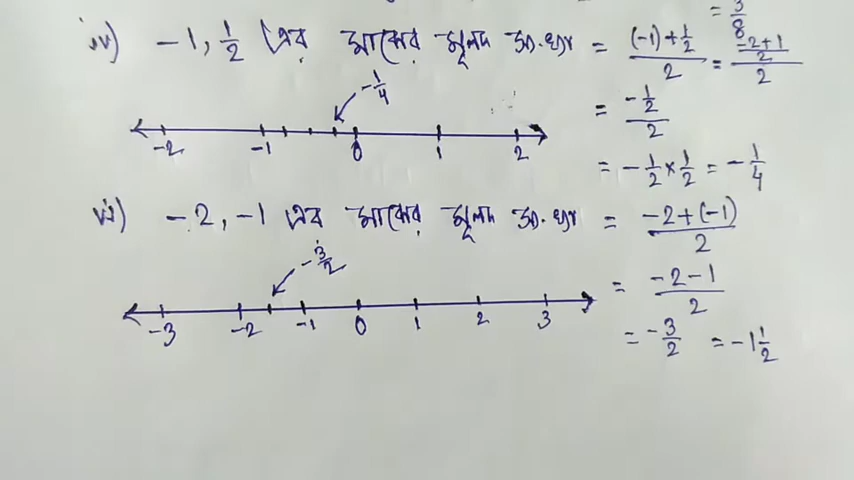 = 3/8
iv) -1, 1/2 এর মাঝের মূলদ = ((-1) + 1/2)/2 = ((-2+1)/2)/2
-1/4
= (-1/2)/2
-2 -1 0 1 2
= -1/2 × 1/2 = -1/4
-2, -1 এর মাঝের মূলদ = (-2+(-1))/2
-3/2
= (-2-1)/2
-3 -2 -1 0 1 2 3
= -3/2 = -1 1/2